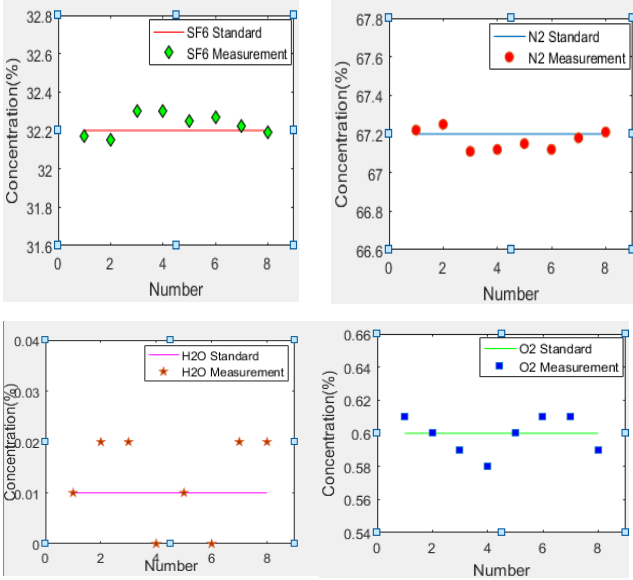 32.8
32.6
32.4
32.2
32
31.8
31.6
0
2
4
6
8
Concentration(%)
Number
SF6 Standard
SF6 Measurement
67.8
67.6
67.4
67.2
67
66.8
66.6
0
2
4
6
8
Concentration(%)
Number
N2 Standard
N2 Measurement
0.04
0.03
0.02
0.01
0
0
2
4
6
8
Concentration(%)
Number
H2O Standard
H2O Measurement
0.66
0.64
0.62
0.6
0.58
0.56
0.54
0
2
4
6
8
Concentration(%)
Number
O2 Standard
O2 Measurement